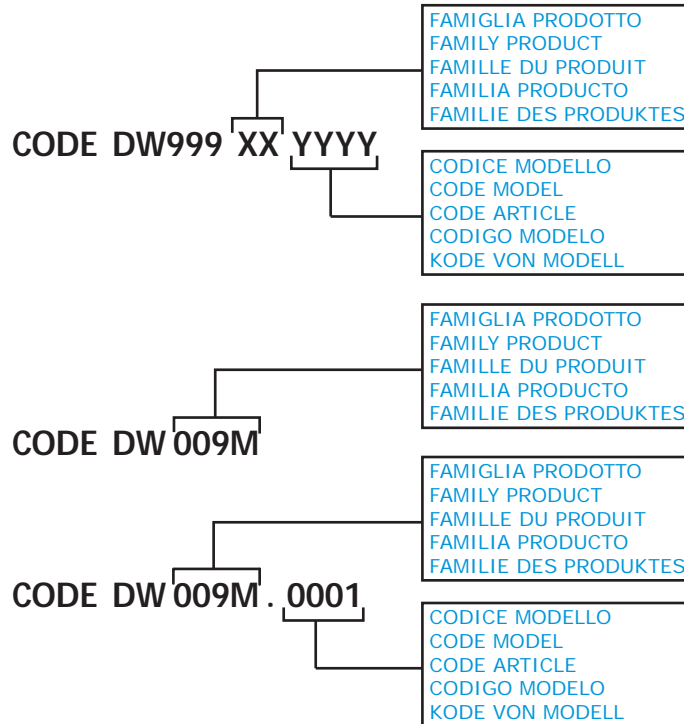 FAMIGLIA PRODOTTO
FAMILY PRODUCT
FAMILLE DU PRODUIT
FAMILIA PRODUCTO
FAMILIE DES PRODUKTES
CODE DW999 XX YYYY
CODICE MODELLO
CODE MODEL
CODE ARTICLE
CODIGO MODELO
KODE VON MODELL
FAMIGLIA PRODOTTO
FAMILY PRODUCT
FAMILLE DU PRODUIT
FAMILIA PRODUCTO
FAMILIE DES PRODUKTES
CODE DW 009M
FAMIGLIA PRODOTTO
FAMILY PRODUCT
FAMILLE DU PRODUIT
FAMILIA PRODUCTO
FAMILIE DES PRODUKTES
CODE DW 009M . 0001
CODICE MODELLO
CODE MODEL
CODE ARTICLE
CODIGO MODELO
KODE VON MODELL